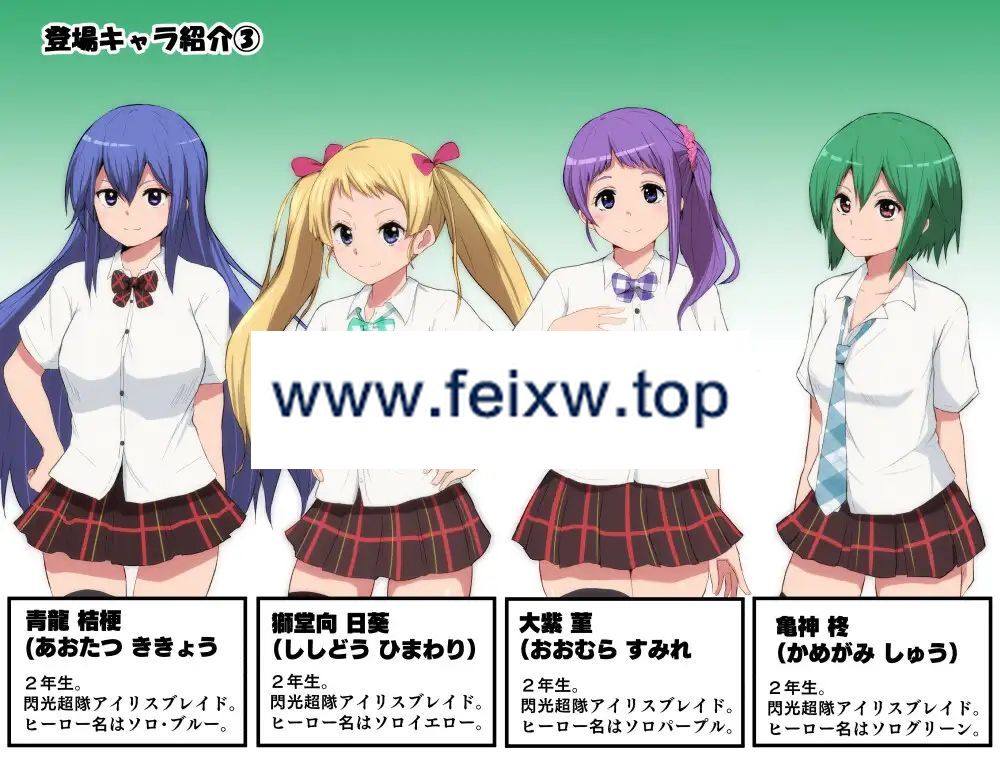 登場キャラ紹介③
www.feixw.top
青龍 桔梗
(あおたつ ききょう
２年生。
閃光超隊アイリスブレイド。
ヒーロー名はソロ・ブルー。
獅堂向 日葵
(ししどう ひまわり)
２年生。
閃光超隊アイリスブレイド。
ヒーロー名はソロイエロー。
大紫 菫
(おおむら すみれ
２年生。
閃光超隊アイリスブレイド。
ヒーロー名はソロパープル。
亀神 柊
(かめがみ しゅう)
２年生。
閃光超隊アイリスブレイド。
ヒーロー名はソログリーン。